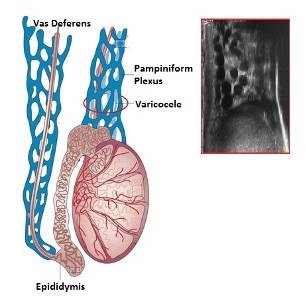 Vas Deferens
Pampiniform
Plexus
Varicocele
Epididymis